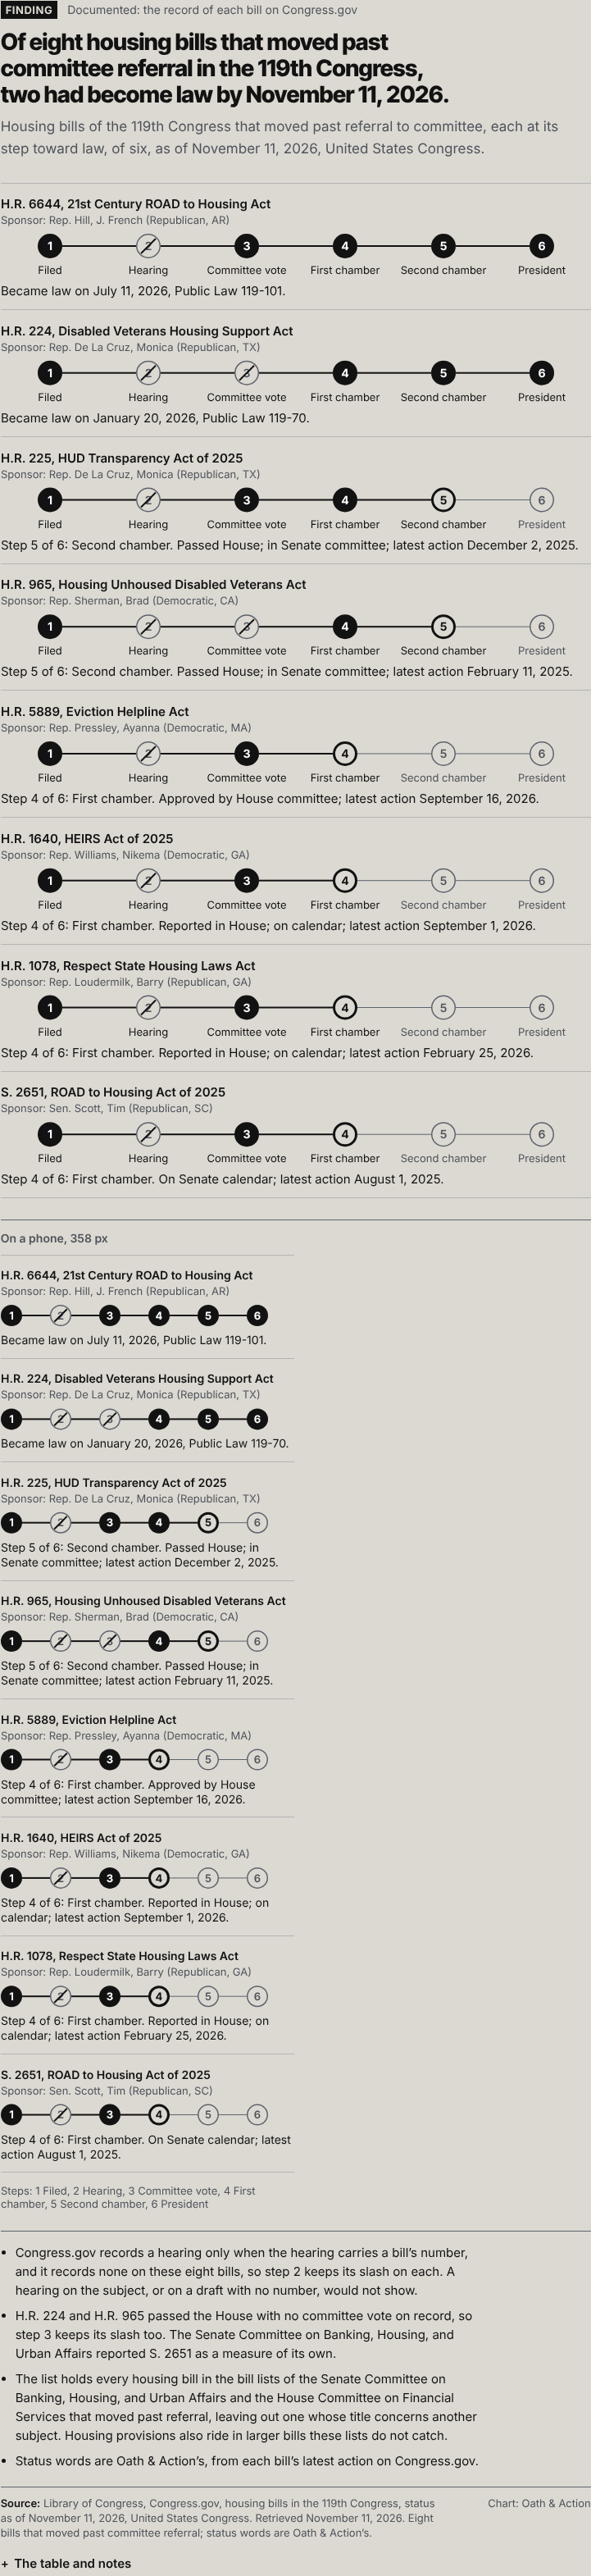 FINDING Documented: the record of each bill on Congress.gov
Of eight housing bills that moved past
committee referral in the 119th Congress,
two had become law by November 11, 2026.
Housing bills of the 119th Congress that moved past referral to committee, each at its
step toward law, of six, as of November 11, 2026, United States Congress.
H.R. 6644, 21st Century ROAD to Housing Act
Sponsor: Rep. Hill, J. French (Republican, AR)
1 2 3 4 5 6
Filed Hearing Committee vote First chamber Second chamber President
Became law on July 11, 2026, Public Law 119-101.
H.R. 224, Disabled Veterans Housing Support Act
Sponsor: Rep. De La Cruz, Monica (Republican, TX)
1 2 3 4 5 6
Filed Hearing Committee vote First chamber Second chamber President
Became law on January 20, 2026, Public Law 119-70.
H.R. 225, HUD Transparency Act of 2025
Sponsor: Rep. De La Cruz, Monica (Republican, TX)
1 2 3 4 5 6
Filed Hearing Committee vote First chamber Second chamber President
Step 5 of 6: Second chamber. Passed House; in Senate committee; latest action December 2, 2025.
H.R. 965, Housing Unhoused Disabled Veterans Act
Sponsor: Rep. Sherman, Brad (Democratic, CA)
1 2 3 4 5 6
Filed Hearing Committee vote First chamber Second chamber President
Step 5 of 6: Second chamber. Passed House; in Senate committee; latest action February 11, 2025.
H.R. 5889, Eviction Helpline Act
Sponsor: Rep. Pressley, Ayanna (Democratic, MA)
1 2 3 4 5 6
Filed Hearing Committee vote First chamber Second chamber President
Step 4 of 6: First chamber. Approved by House committee; latest action September 16, 2026.
H.R. 1640, HEIRS Act of 2025
Sponsor: Rep. Williams, Nikema (Democratic, GA)
1 2 3 4 5 6
Filed Hearing Committee vote First chamber Second chamber President
Step 4 of 6: First chamber. Reported in House; on calendar; latest action September 1, 2026.
H.R. 1078, Respect State Housing Laws Act
Sponsor: Rep. Loudermilk, Barry (Republican, GA)
1 2 3 4 5 6
Filed Hearing Committee vote First chamber Second chamber President
Step 4 of 6: First chamber. Reported in House; on calendar; latest action February 25, 2026.
S. 2651, ROAD to Housing Act of 2025
Sponsor: Sen. Scott, Tim (Republican, SC)
1 2 3 4 5 6
Filed Hearing Committee vote First chamber Second chamber President
Step 4 of 6: First chamber. On Senate calendar; latest action August 1, 2025.
On a phone, 358 px
H.R. 6644, 21st Century ROAD to Housing Act
Sponsor: Rep. Hill, J. French (Republican, AR)
1 2 3 4 5 6
Became law on July 11, 2026, Public Law 119-101.
H.R. 224, Disabled Veterans Housing Support Act
Sponsor: Rep. De La Cruz, Monica (Republican, TX)
1 2 3 4 5 6
Became law on January 20, 2026, Public Law 119-70.
H.R. 225, HUD Transparency Act of 2025
Sponsor: Rep. De La Cruz, Monica (Republican, TX)
1 2 3 4 5 6
Step 5 of 6: Second chamber. Passed House; in
Senate committee; latest action December 2, 2025.
H.R. 965, Housing Unhoused Disabled Veterans Act
Sponsor: Rep. Sherman, Brad (Democratic, CA)
1 2 3 4 5 6
Step 5 of 6: Second chamber. Passed House; in
Senate committee; latest action February 11, 2025.
H.R. 5889, Eviction Helpline Act
Sponsor: Rep. Pressley, Ayanna (Democratic, MA)
1 2 3 4 5 6
Step 4 of 6: First chamber. Approved by House
committee; latest action September 16, 2026.
H.R. 1640, HEIRS Act of 2025
Sponsor: Rep. Williams, Nikema (Democratic, GA)
1 2 3 4 5 6
Step 4 of 6: First chamber. Reported in House; on
calendar; latest action September 1, 2026.
H.R. 1078, Respect State Housing Laws Act
Sponsor: Rep. Loudermilk, Barry (Republican, GA)
1 2 3 4 5 6
Step 4 of 6: First chamber. Reported in House; on
calendar; latest action February 25, 2026.
S. 2651, ROAD to Housing Act of 2025
Sponsor: Sen. Scott, Tim (Republican, SC)
1 2 3 4 5 6
Step 4 of 6: First chamber. On Senate calendar; latest
action August 1, 2025.
Steps: 1 Filed, 2 Hearing, 3 Committee vote, 4 First
chamber, 5 Second chamber, 6 President
• Congress.gov records a hearing only when the hearing carries a bill's number,
and it records none on these eight bills, so step 2 keeps its slash on each. A
hearing on the subject, or on a draft with no number, would not show.
• H.R. 224 and H.R. 965 passed the House with no committee vote on record, so
step 3 keeps its slash too. The Senate Committee on Banking, Housing, and
Urban Affairs reported S. 2651 as a measure of its own.
• The list holds every housing bill in the bill lists of the Senate Committee on
Banking, Housing, and Urban Affairs and the House Committee on Financial
Services that moved past referral, leaving out one whose title concerns another
subject. Housing provisions also ride in larger bills these lists do not catch.
• Status words are Oath & Action's, from each bill's latest action on Congress.gov.
Source: Library of Congress, Congress.gov, housing bills in the 119th Congress, status
as of November 11, 2026, United States Congress. Retrieved November 11, 2026. Eight
bills that moved past committee referral; status words are Oath & Action's.
Chart: Oath & Action
+ The table and notes